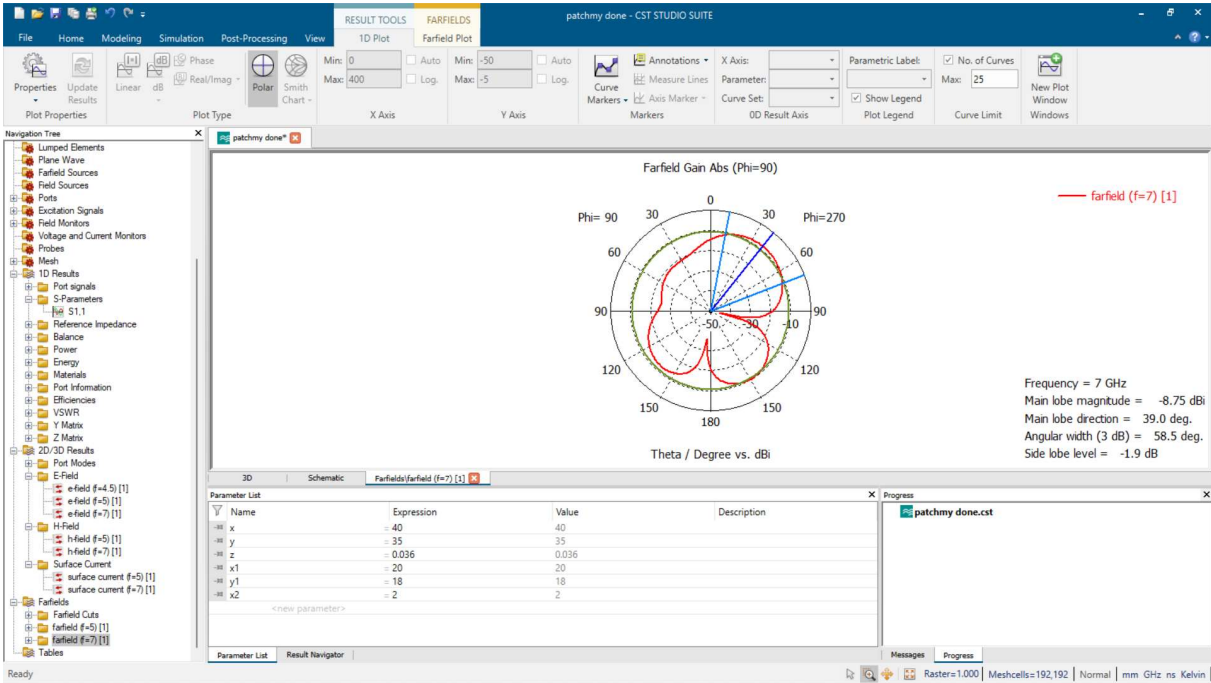 patchmy done - CST STUDIO SUITE
RESULT TOOLS FARFIELDS
File Home Modeling Simulation Post-Processing View 1D Plot Farfield Plot
Properties Update Results
Linear dB
Phase
Real/Imag
Polar Smith Chart
Min: 0 Auto
Max: 400 Log.
Min: -50 Auto
Max: -5 Log.
Curve Markers
Annotations
Measure Lines
Axis Marker
X Axis:
Parameter:
Curve Set:
Parametric Label:
Show Legend
No. of Curves
Max: 25
New Plot Window
Plot Properties Plot Type X Axis Y Axis Markers 0D Result Axis Plot Legend Curve Limit Windows
Navigation Tree
Lumped Elements
Plane Wave
Farfield Sources
Field Sources
Ports
Excitation Signals
Field Monitors
Voltage and Current Monitors
Probes
Mesh
1D Results
Port signals
S-Parameters
S1,1
Reference Impedance
Balance
Power
Energy
Materials
Port Information
Efficiencies
VSWR
Y Matrix
Z Matrix
2D/3D Results
Port Modes
E-Field
e-field (f=4.5) [1]
e-field (f=5) [1]
e-field (f=7) [1]
H-Field
h-field (f=5) [1]
h-field (f=7) [1]
Surface Current
surface current (f=5) [1]
surface current (f=7) [1]
Farfields
Farfield Cuts
farfield (f=5) [1]
farfield (f=7) [1]
Tables
patchmy done*
Farfield Gain Abs (Phi=90)
farfield (f=7) [1]
0
Phi= 90 30 30 Phi=270
60 60
90 -50 -30 -10 90
120 120
150 150
180
Theta / Degree vs. dBi
Frequency = 7 GHz
Main lobe magnitude = -8.75 dBi
Main lobe direction = 39.0 deg.
Angular width (3 dB) = 58.5 deg.
Side lobe level = -1.9 dB
3D Schematic Farfields\farfield (f=7) [1]
Parameter List
Name Expression Value Description
x = 40 40
y = 35 35
z = 0.036 0.036
x1 = 20 20
y1 = 18 18
x2 = 2 2
<new parameter>
Parameter List Result Navigator
Progress
patchmy done.cst
Messages Progress
Ready
Raster=1.000 Meshcells=192,192 Normal mm GHz ns Kelvin